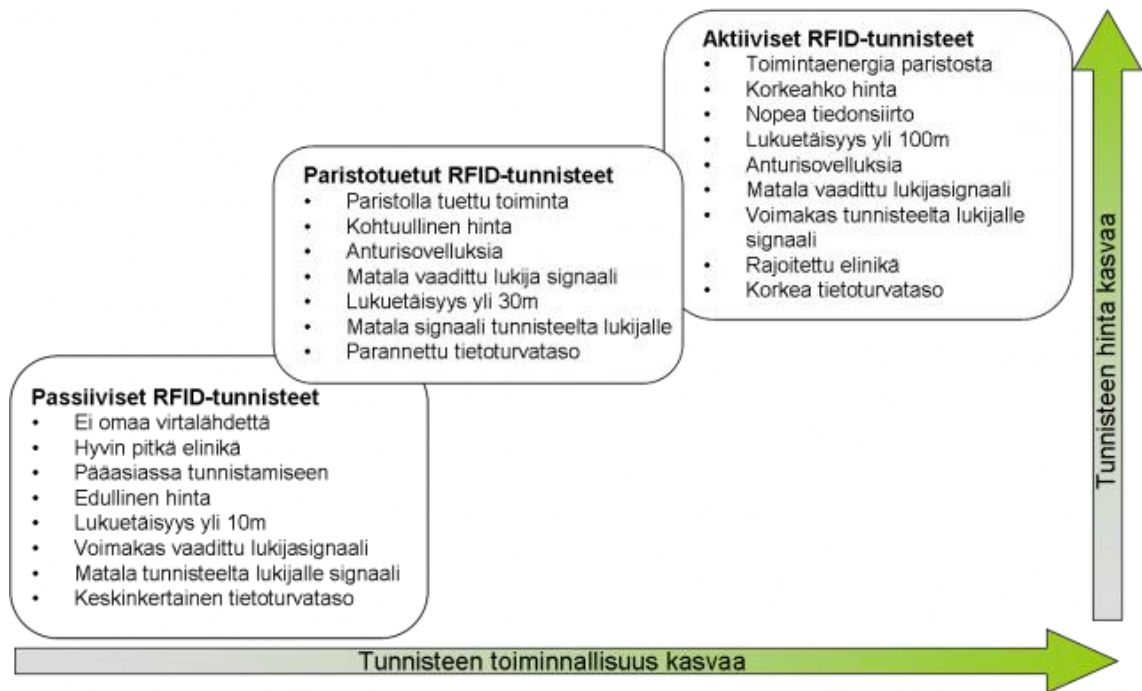 Aktiiviset RFID-tunnisteet
• Toimintaenergia paristosta
• Korkeahko hinta
• Nopea tiedonsiirto
• Lukuetäisyys yli 100m
• Anturisovelluksia
• Matala vaadittu lukijasignaali
• Voimakas tunnisteelta lukijalle
signaali
• Rajoitettu elinikä
• Korkea tietoturvataso
Paristotuetut RFID-tunnisteet
• Paristolla tuettu toiminta
• Kohtuullinen hinta
• Anturisovelluksia
• Matala vaadittu lukija signaali
• Lukuetäisyys yli 30m
• Matala signaali tunnisteelta lukijalle
• Parannettu tietoturvataso
Passiiviset RFID-tunnisteet
• Ei omaa virtalähdettä
• Hyvin pitkä elinikä
• Pääasiassa tunnistamiseen
• Edullinen hinta
• Lukuetäisyys yli 10m
• Voimakas vaadittu lukijasignaali
• Matala tunnisteelta lukijalle signaali
• Keskinkertainen tietoturvataso
Tunnisteen hinta kasvaa
Tunnisteen toiminnallisuus kasvaa